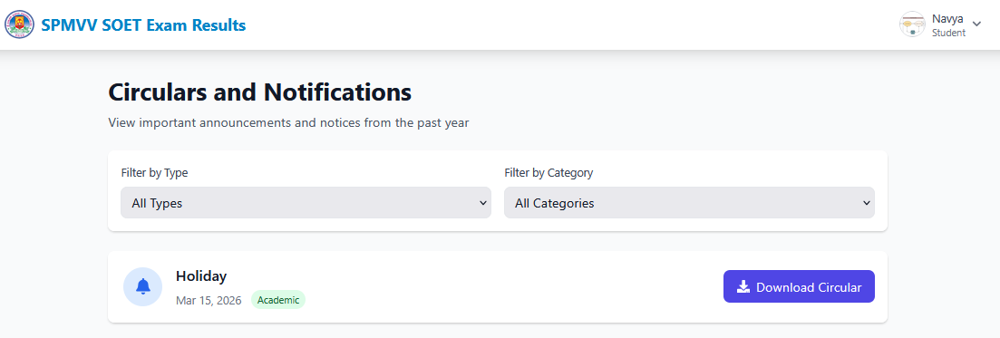 SPMVV SOET Exam Results
Navya
Student
Circulars and Notifications
View important announcements and notices from the past year
Filter by Type
Filter by Category
All Types
All Categories
Holiday
Mar 15, 2026 Academic
Download Circular